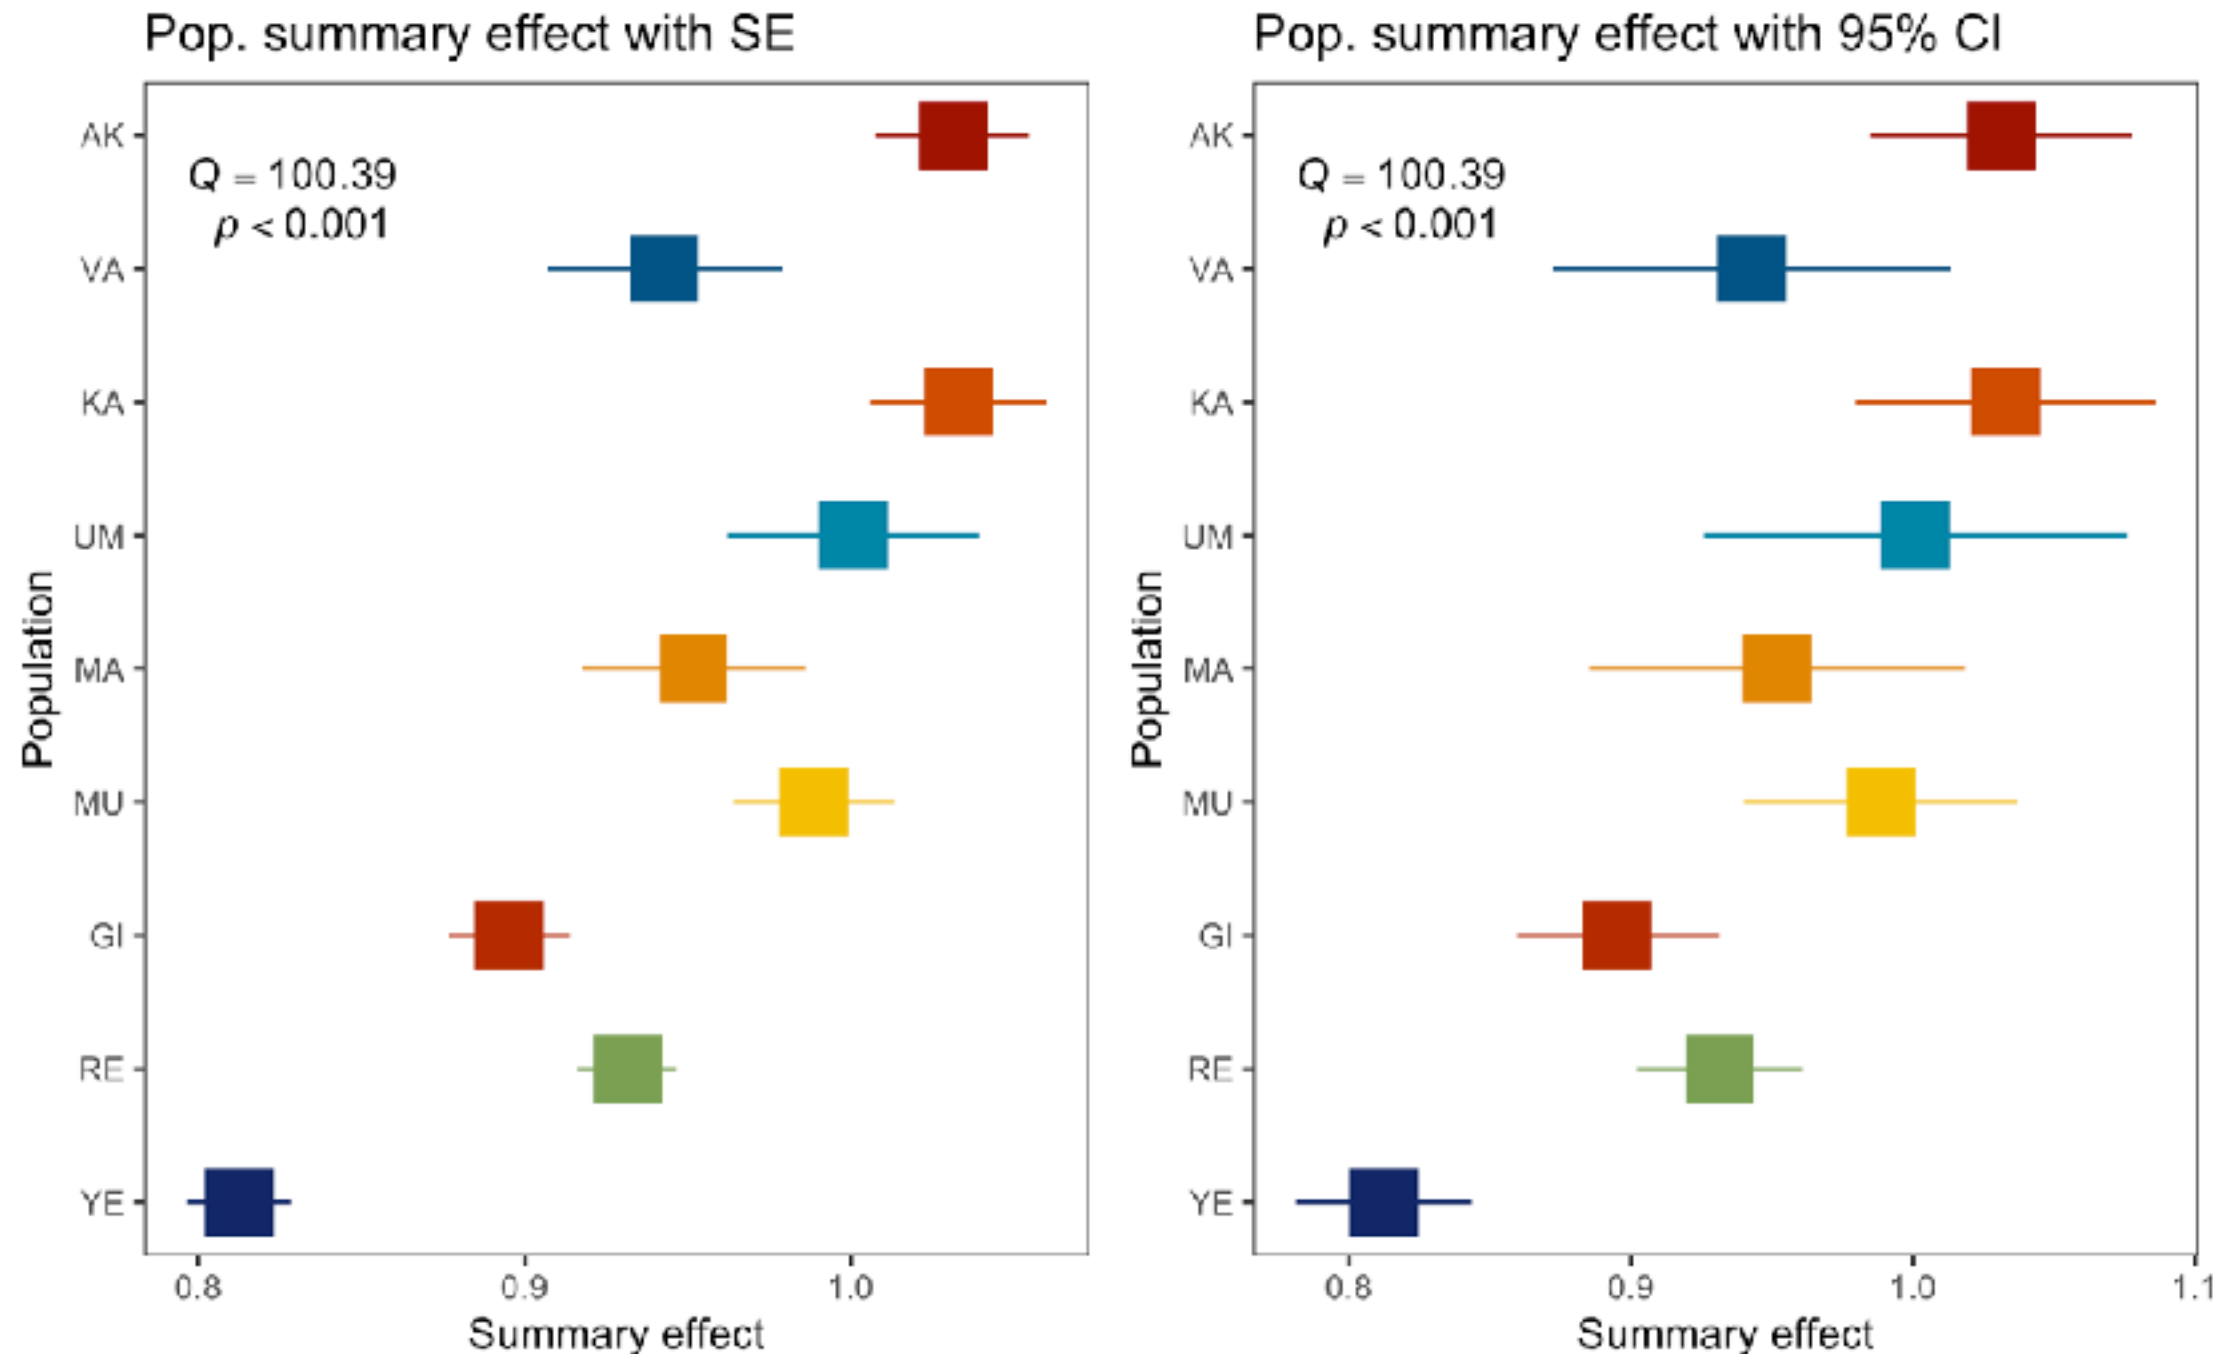 Pop. summary effect with SE
Q = 100.39
p < 0.001
AK
VA
KA
UM
MA
MU
GI
RE
YE
Population
0.8 0.9 1.0
Summary effect
Pop. summary effect with 95% CI
Q = 100.39
p < 0.001
AK
VA
KA
UM
MA
MU
GI
RE
YE
Population
0.8 0.9 1.0 1.1
Summary effect